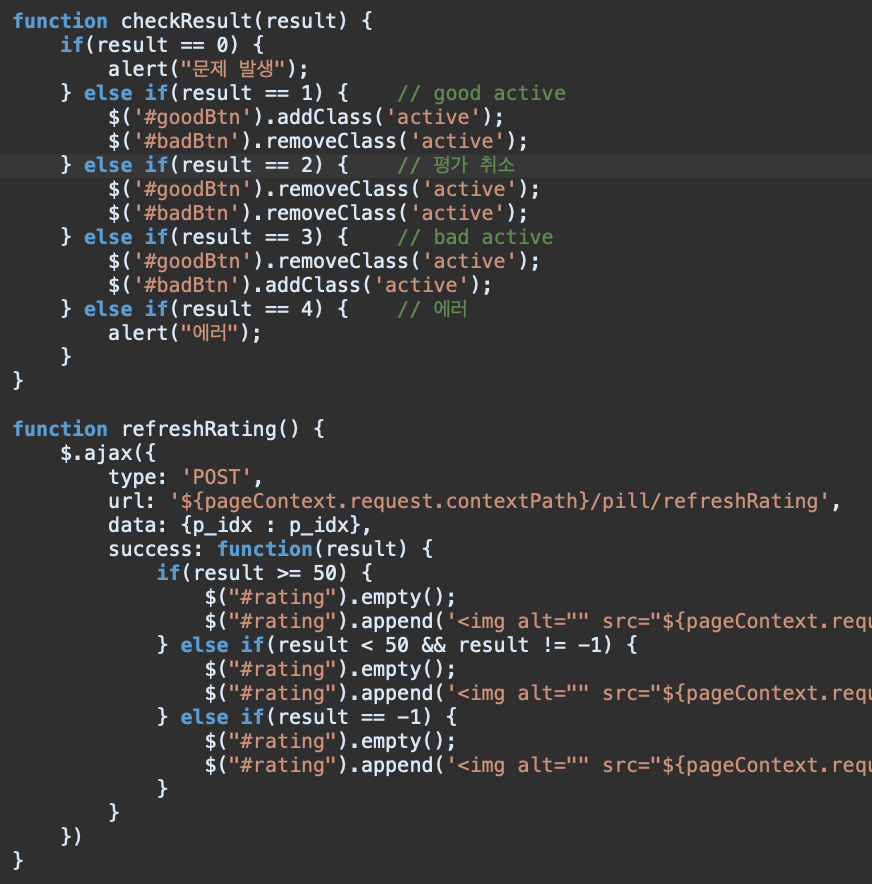 function checkResult(result) {
    if(result == 0) {
        alert("문제 발생");
    } else if(result == 1) {    // good active
        $('#goodBtn').addClass('active');
        $('#badBtn').removeClass('active');
    } else if(result == 2) {    // 평가 취소
        $('#goodBtn').removeClass('active');
        $('#badBtn').removeClass('active');
    } else if(result == 3) {    // bad active
        $('#goodBtn').removeClass('active');
        $('#badBtn').addClass('active');
    } else if(result == 4) {    // 에러
        alert("에러");
    }
}
function refreshRating() {
    $.ajax({
        type: 'POST',
        url: '${pageContext.request.contextPath}/pill/refreshRating',
        data: {p_idx : p_idx},
        success: function(result) {
            if(result >= 50) {
                $("#rating").empty();
                $("#rating").append('<img alt="" src="${pageContext.requ
            } else if(result < 50 && result != -1) {
                $("#rating").empty();
                $("#rating").append('<img alt="" src="${pageContext.requ
            } else if(result == -1) {
                $("#rating").empty();
                $("#rating").append('<img alt="" src="${pageContext.requ
            }
        }
    })
}